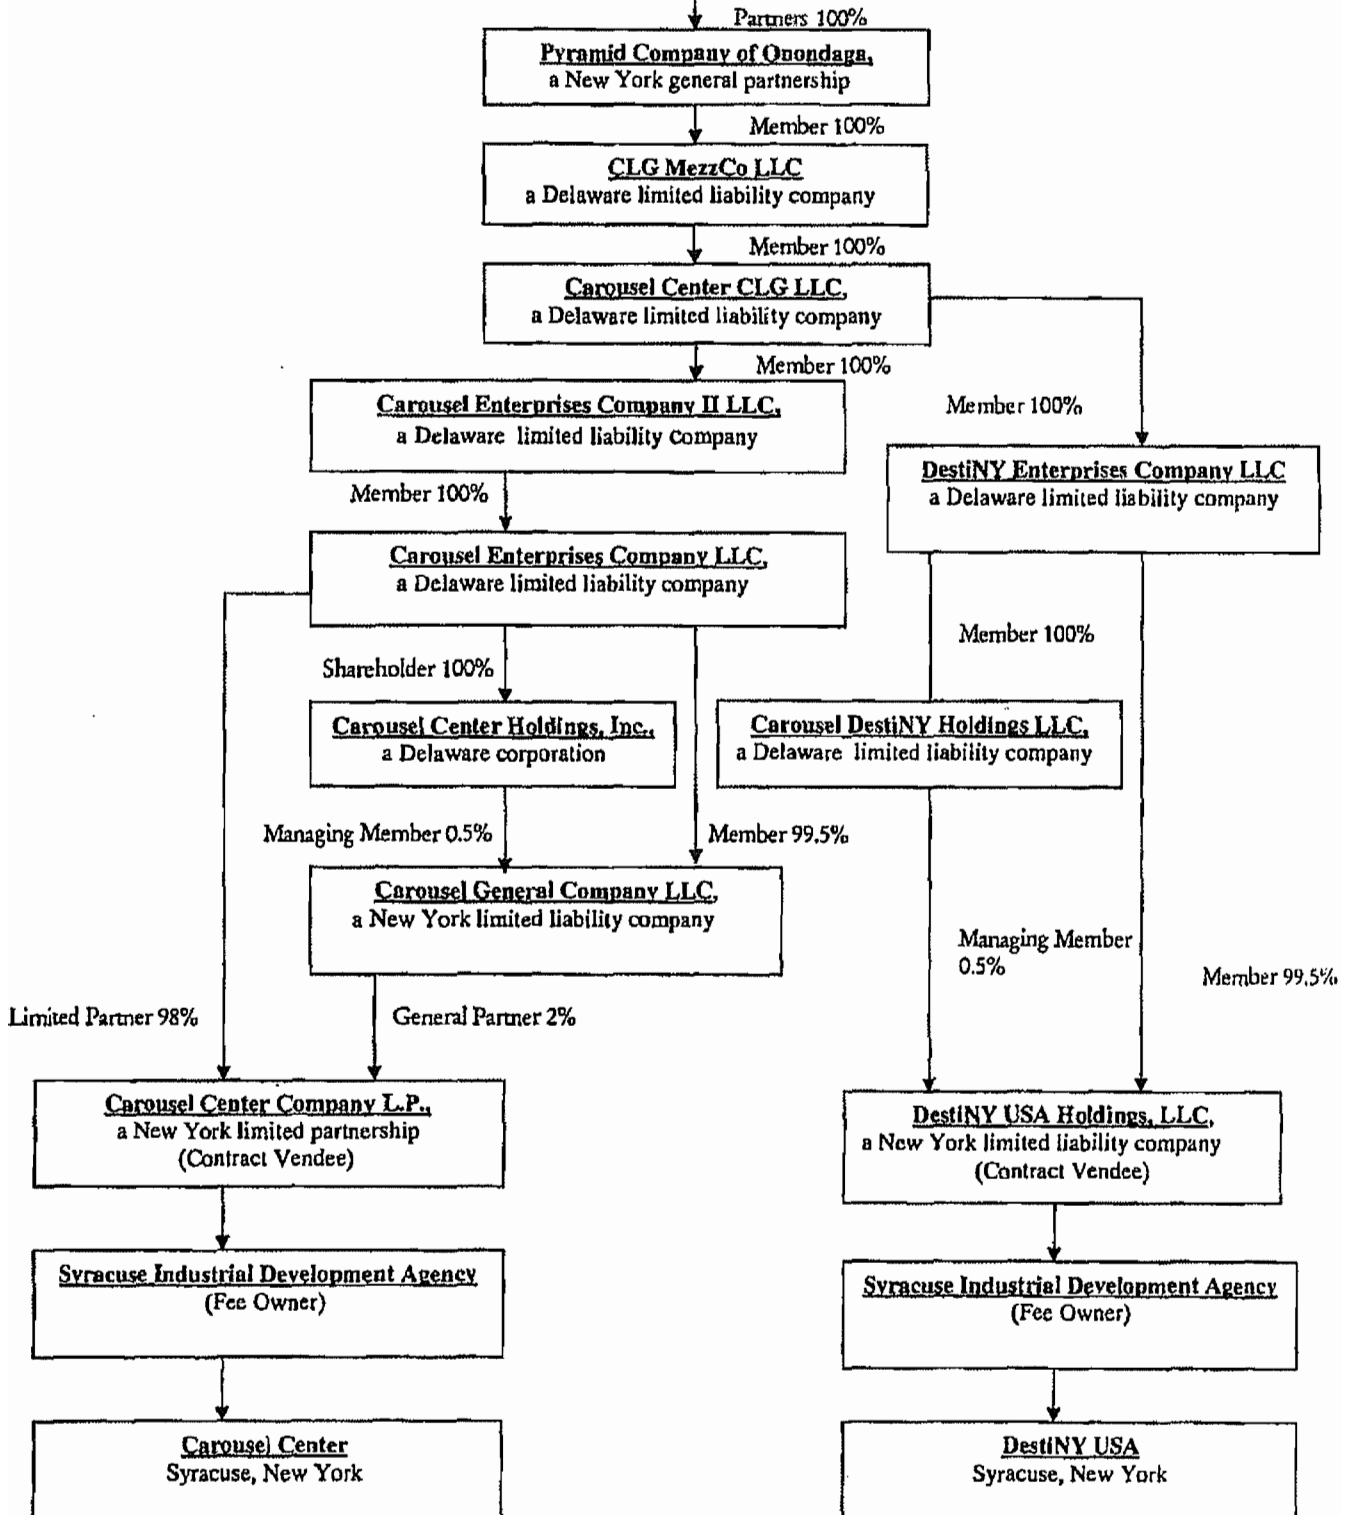 Partners 100%
Pyramid Company of Onondaga,
a New York general partnership
Member 100%
CLG MezzCo LLC
a Delaware limited liability company
Member 100%
Carousel Center CLG LLC,
a Delaware limited liability company
Member 100%
Carousel Enterprises Company II LLC,
a Delaware limited liability company
Member 100%
DestiNY Enterprises Company LLC
a Delaware limited liability company
Member 100%
Carousel Enterprises Company LLC,
a Delaware limited liability company
Member 100%
Shareholder 100%
Carousel Center Holdings, Inc.,
a Delaware corporation
Carousel DestiNY Holdings LLC,
a Delaware limited liability company
Managing Member 0.5%
Member 99.5%
Carousel General Company LLC,
a New York limited liability company
Managing Member
0.5%
Member 99.5%
Limited Partner 98%
General Partner 2%
Carousel Center Company L.P.,
a New York limited partnership
(Contract Vendee)
DestiNY USA Holdings, LLC,
a New York limited liability company
(Contract Vendee)
Syracuse Industrial Development Agency
(Fee Owner)
Syracuse Industrial Development Agency
(Fee Owner)
Carousel Center
Syracuse, New York
DestiNY USA
Syracuse, New York